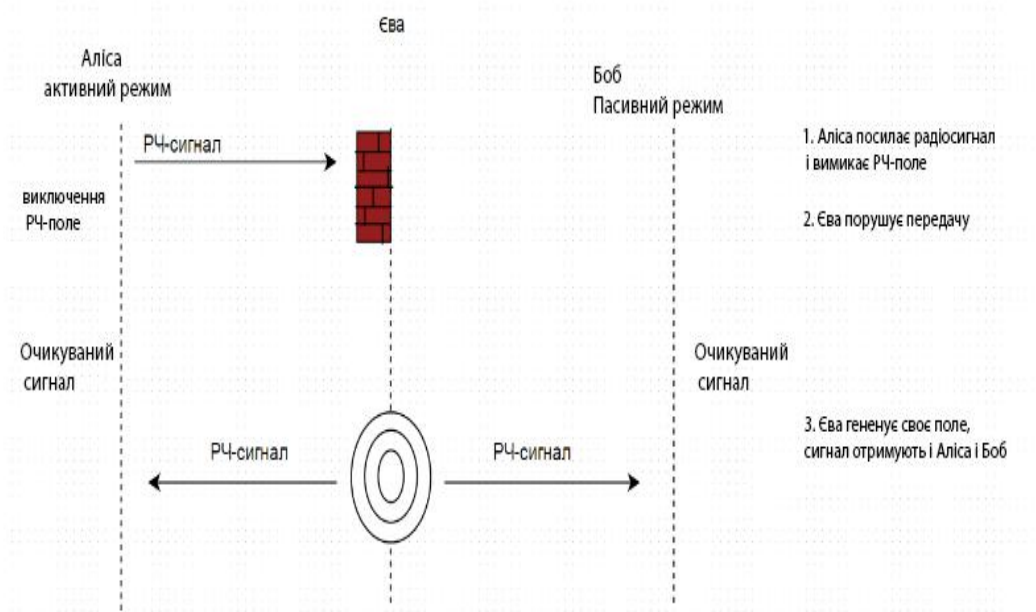 Єва
Аліса
активний режим
Боб
Пасивний режим
РЧ-сигнал
1. Аліса посилає радіосигнал
і вимикає РЧ-поле
виключення
РЧ-поле
2. Єва порушує передачу
Очикуваний
сигнал
Очикуваний
сигнал
3. Єва гененує своє поле,
сигнал отримують і Аліса і Боб
РЧ-сигнал
РЧ-сигнал